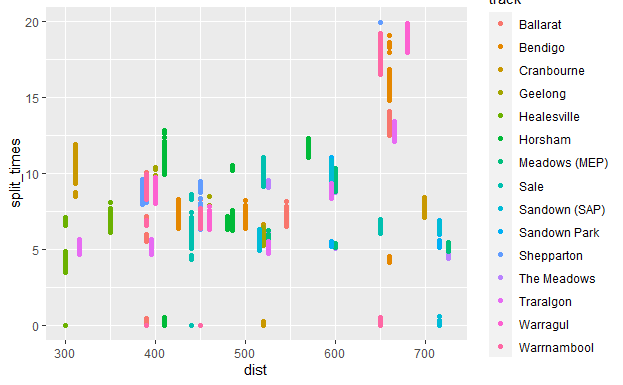 track
20
15
10
5
0
split_times
300
400
500
600
700
dist
Ballarat
Bendigo
Cranbourne
Geelong
Healesville
Horsham
Meadows (MEP)
Sale
Sandown (SAP)
Sandown Park
Shepparton
The Meadows
Traralgon
Warragul
Warrnambool